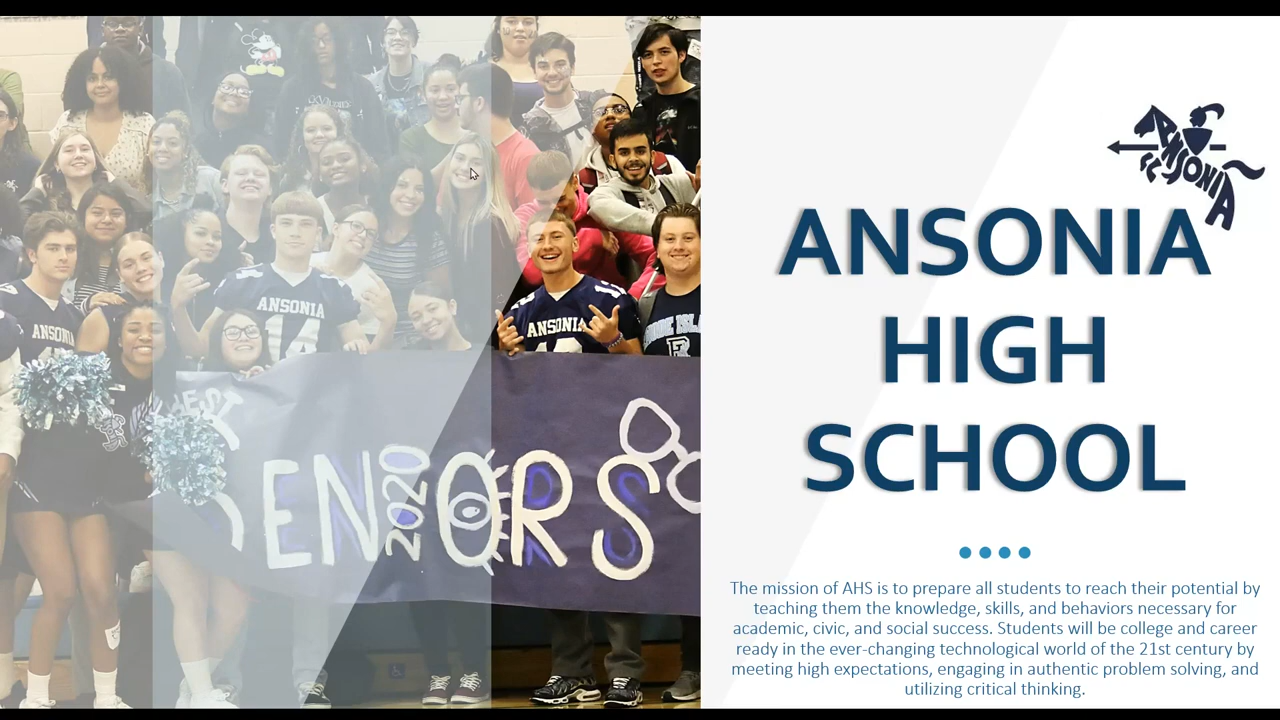 ANSONIA
ANSONIA
HIGH
SCHOOL
The mission of AHS is to prepare all students to reach their potential by
teaching them the knowledge, skills, and behaviors necessary for
academic, civic, and social success. Students will be college and career
ready in the ever-changing technological world of the 21st century by
meeting high expectations, engaging in authentic problem solving, and
utilizing critical thinking.
ANSONIA
14
ANSONIA
ANSONIA
BEST
SENIORS
2020